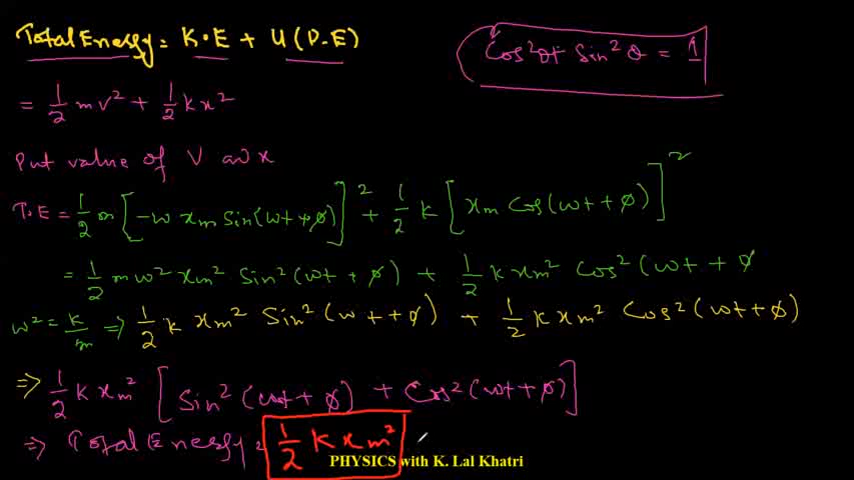 Total Energy = K.E + U(P.E)
Cos²θ + Sin²θ = 1
= 1/2 mv² + 1/2 kx²
Put value of V and x
T.E = 1/2 m [-ω xm Sin(ωt + φ)]² + 1/2 k [xm Cos(ωt + φ)]²
= 1/2 mω² xm² Sin²(ωt + φ) + 1/2 k xm² Cos²(ωt + φ
ω² = k/m ⇒ 1/2 k xm² Sin²(ωt + φ) + 1/2 k xm² Cos²(ωt + φ)
⇒ 1/2 k xm² [Sin²(ωt + φ) + Cos²(ωt + φ)]
⇒ Total Energy = 1/2 k xm²
PHYSICS with K. Lal Khatri